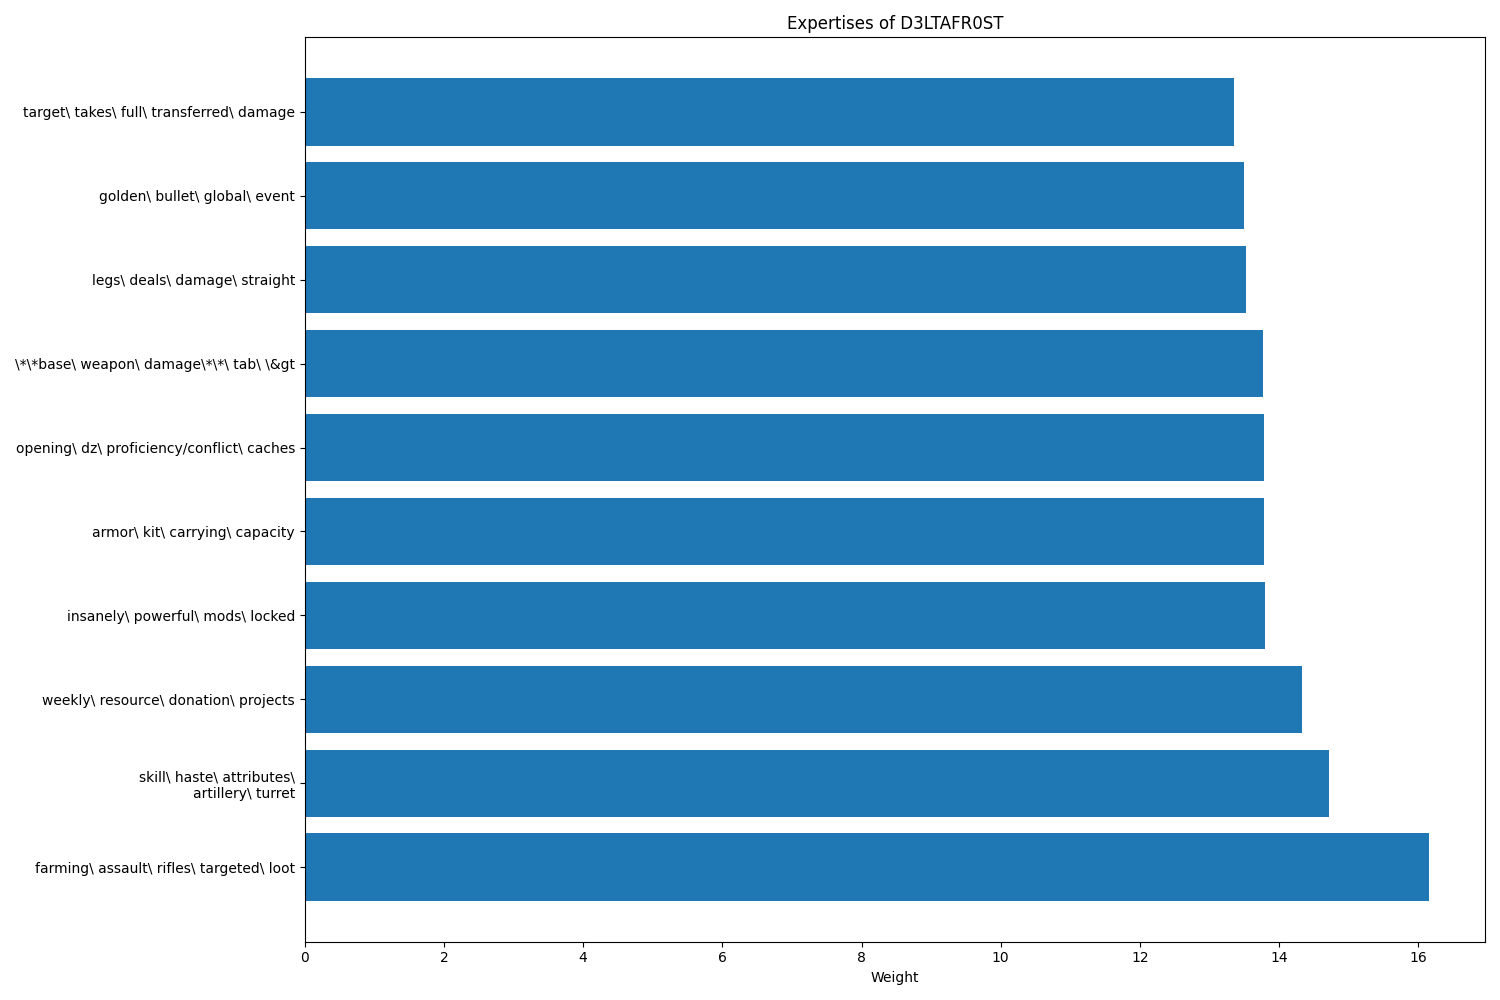 Expertises of D3LTAFR0ST
target\ takes\ full\ transferred\ damage
golden\ bullet\ global\ event
legs\ deals\ damage\ straight
\*\*base\ weapon\ damage\*\*\ tab\ \&gt
opening\ dz\ proficiency/conflict\ caches
armor\ kit\ carrying\ capacity
insanely\ powerful\ mods\ locked
weekly\ resource\ donation\ projects
skill\ haste\ attributes\
artillery\ turret
farming\ assault\ rifles\ targeted\ loot
0 2 4 6 8 10 12 14 16
Weight